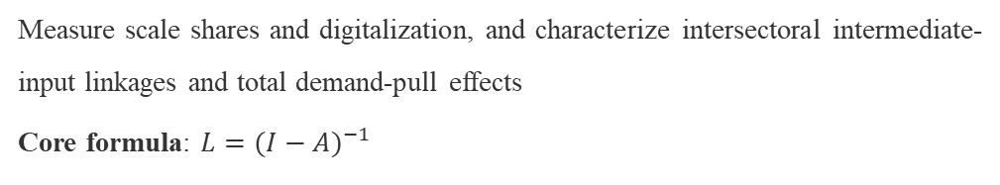 Measure scale shares and digitalization, and characterize intersectoral intermediate-
input linkages and total demand-pull effects
Core formula: L = (I − A)⁻¹